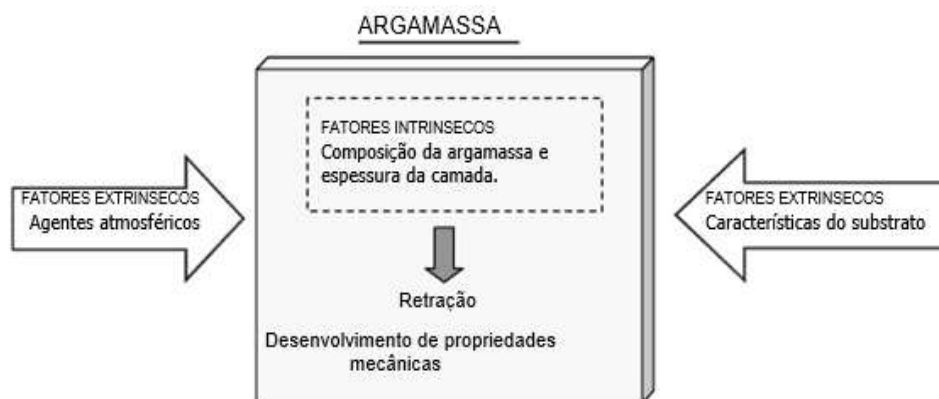 ARGAMASSA
FATORES INTRINSECOS
Composição da argamassa e
espessura da camada.
FATORES EXTRINSECOS
Agentes atmosféricos
FATORES EXTRINSECOS
Características do substrato
Retração
Desenvolvimento de propriedades
mecânicas